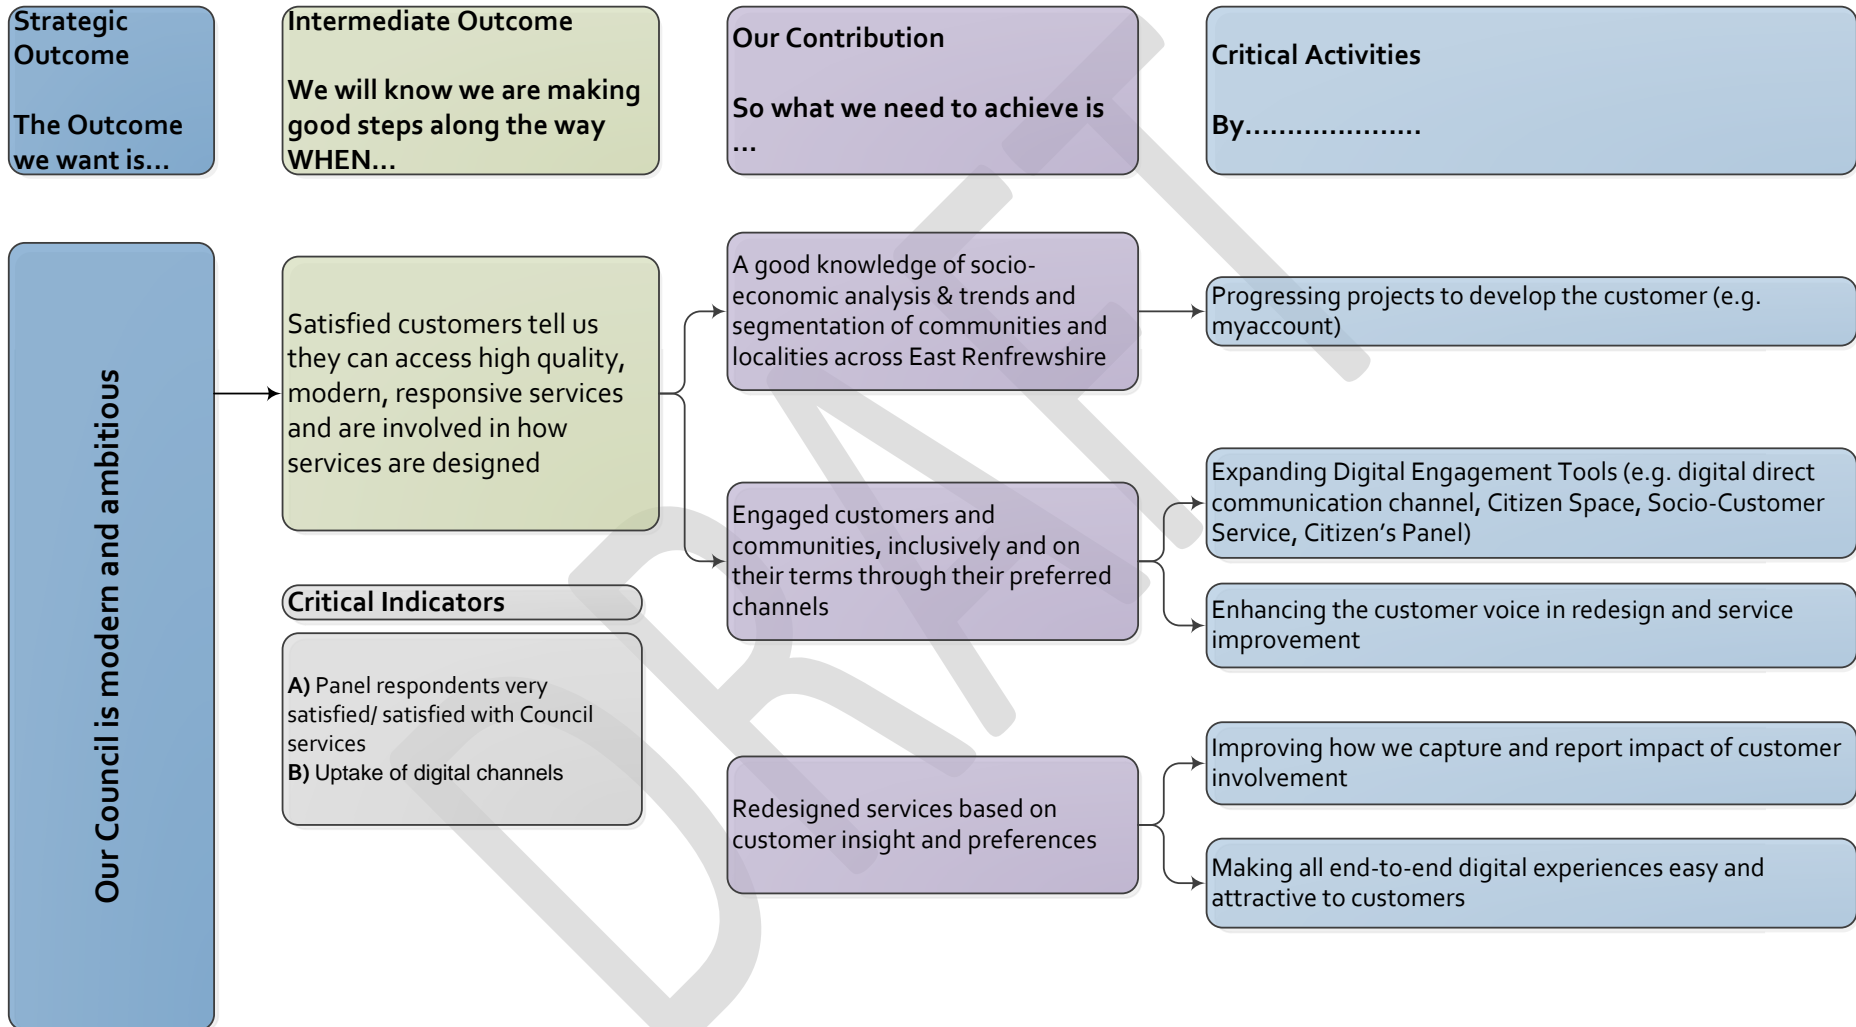 Strategic
Outcome
The Outcome
we want is...
Intermediate Outcome
We will know we are making
good steps along the way
WHEN...
Our Contribution
So what we need to achieve is
...
Critical Activities
By.....................
Our Council is modern and ambitious
Satisfied customers tell us
they can access high quality,
modern, responsive services
and are involved in how
services are designed
Critical Indicators
A) Panel respondents very
satisfied/ satisfied with Council
services
B) Uptake of digital channels
A good knowledge of socio-
economic analysis & trends and
segmentation of communities and
localities across East Renfrewshire
Engaged customers and
communities, inclusively and on
their terms through their preferred
channels
Redesigned services based on
customer insight and preferences
Progressing projects to develop the customer (e.g.
myaccount)
Expanding Digital Engagement Tools (e.g. digital direct
communication channel, Citizen Space, Socio-Customer
Service, Citizen’s Panel)
Enhancing the customer voice in redesign and service
improvement
Improving how we capture and report impact of customer
involvement
Making all end-to-end digital experiences easy and
attractive to customers
DRAFT